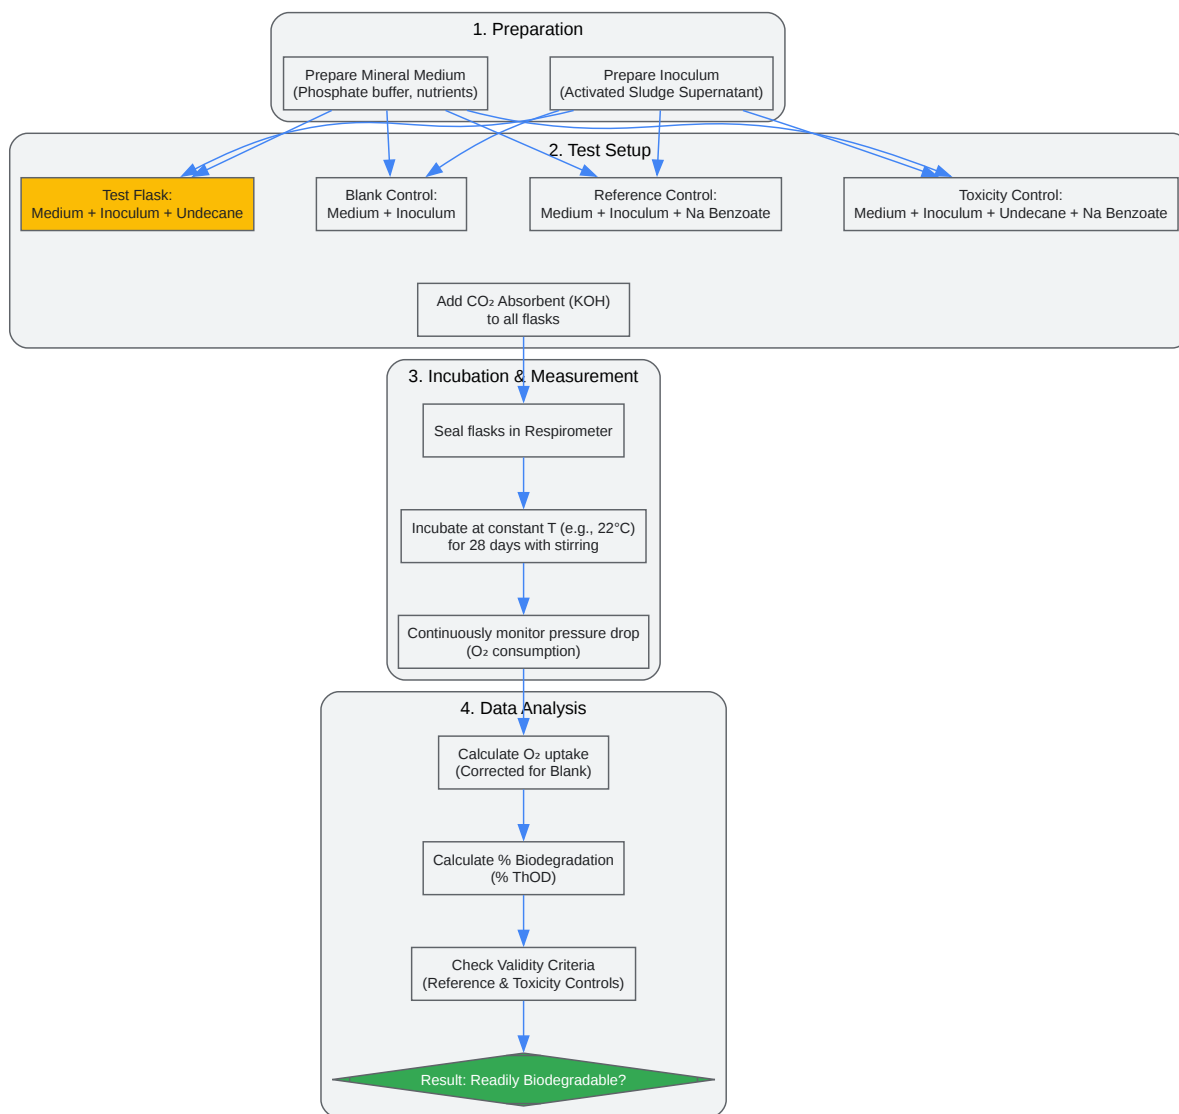 1. Preparation
Prepare Mineral Medium
(Phosphate buffer, nutrients)
Prepare Inoculum
(Activated Sludge Supernatant)
2. Test Setup
Test Flask:
Medium + Inoculum + Undecane
Blank Control:
Medium + Inoculum
Reference Control:
Medium + Inoculum + Na Benzoate
Toxicity Control:
Medium + Inoculum + Undecane + Na Benzoate
Add CO₂ Absorbent (KOH)
to all flasks
3. Incubation & Measurement
Seal flasks in Respirometer
Incubate at constant T (e.g., 22°C)
for 28 days with stirring
Continuously monitor pressure drop
(O₂ consumption)
4. Data Analysis
Calculate O₂ uptake
(Corrected for Blank)
Calculate % Biodegradation
(% ThOD)
Check Validity Criteria
(Reference & Toxicity Controls)
Result: Readily Biodegradable?